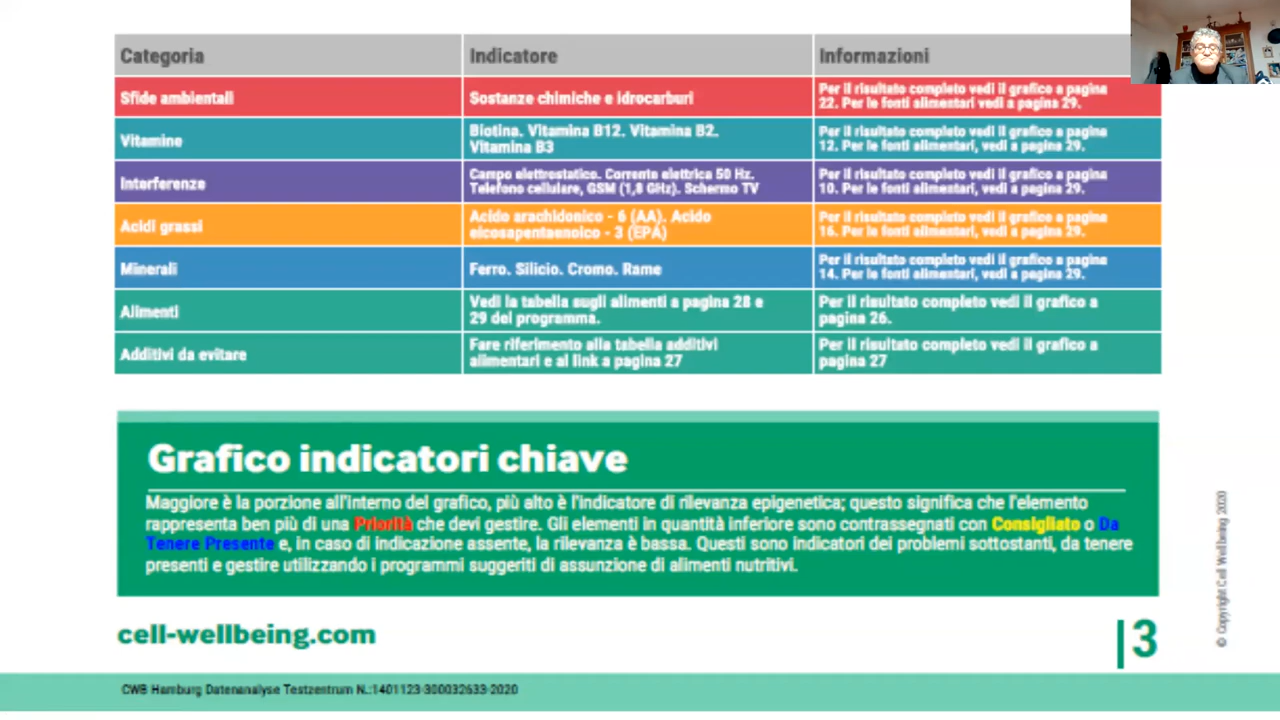 Categoria Indicatore Informazioni
Sfide ambientali Sostanze chimiche e idrocarburi Per il risultato completo vedi il grafico a pagina
22. Per le fonti alimentari vedi a pagina 29.
Vitamine Biotina. Vitamina B12. Vitamina B2.
Vitamina B3 Per il risultato completo vedi il grafico a pagina
12. Per le fonti alimentari, vedi a pagina 29.
Interferenze Campo elettrostatico. Corrente elettrica 50 Hz.
Telefono cellulare, GSM (1,8 GHz). Schermo TV Per il risultato completo vedi il grafico a pagina
10. Per le fonti alimentari, vedi a pagina 29.
Acidi grassi Acido arachidonico - 6 (AA). Acido
eicosapentaenoico - 3 (EPA) Per il risultato completo vedi il grafico a pagina
16. Per le fonti alimentari, vedi a pagina 29.
Minerali Ferro. Silicio. Cromo. Rame Per il risultato completo vedi il grafico a pagina
14. Per le fonti alimentari, vedi a pagina 29.
Alimenti Vedi la tabella sugli alimenti a pagina 28 e
29 del programma. Per il risultato completo vedi il grafico a
pagina 26.
Additivi da evitare Fare riferimento alla tabella additivi
alimentari e al link a pagina 27 Per il risultato completo vedi il grafico a
pagina 27
Grafico indicatori chiave
Maggiore è la porzione all'interno del grafico, più alto è l'indicatore di rilevanza epigenetica; questo significa che l'elemento
rappresenta ben più di una Priorità che devi gestire. Gli elementi in quantità inferiore sono contrassegnati con Consigliato o Da
Tenere Presente e, in caso di indicazione assente, la rilevanza è bassa. Questi sono indicatori dei problemi sottostanti, da tenere
presenti e gestire utilizzando i programmi suggeriti di assunzione di alimenti nutritivi.
cell-wellbeing.com
3
© Copyright Cell Wellbeing 2020
CWB Hamburg Datenanalyse Testzentrum N.:1401123-300032633-2020